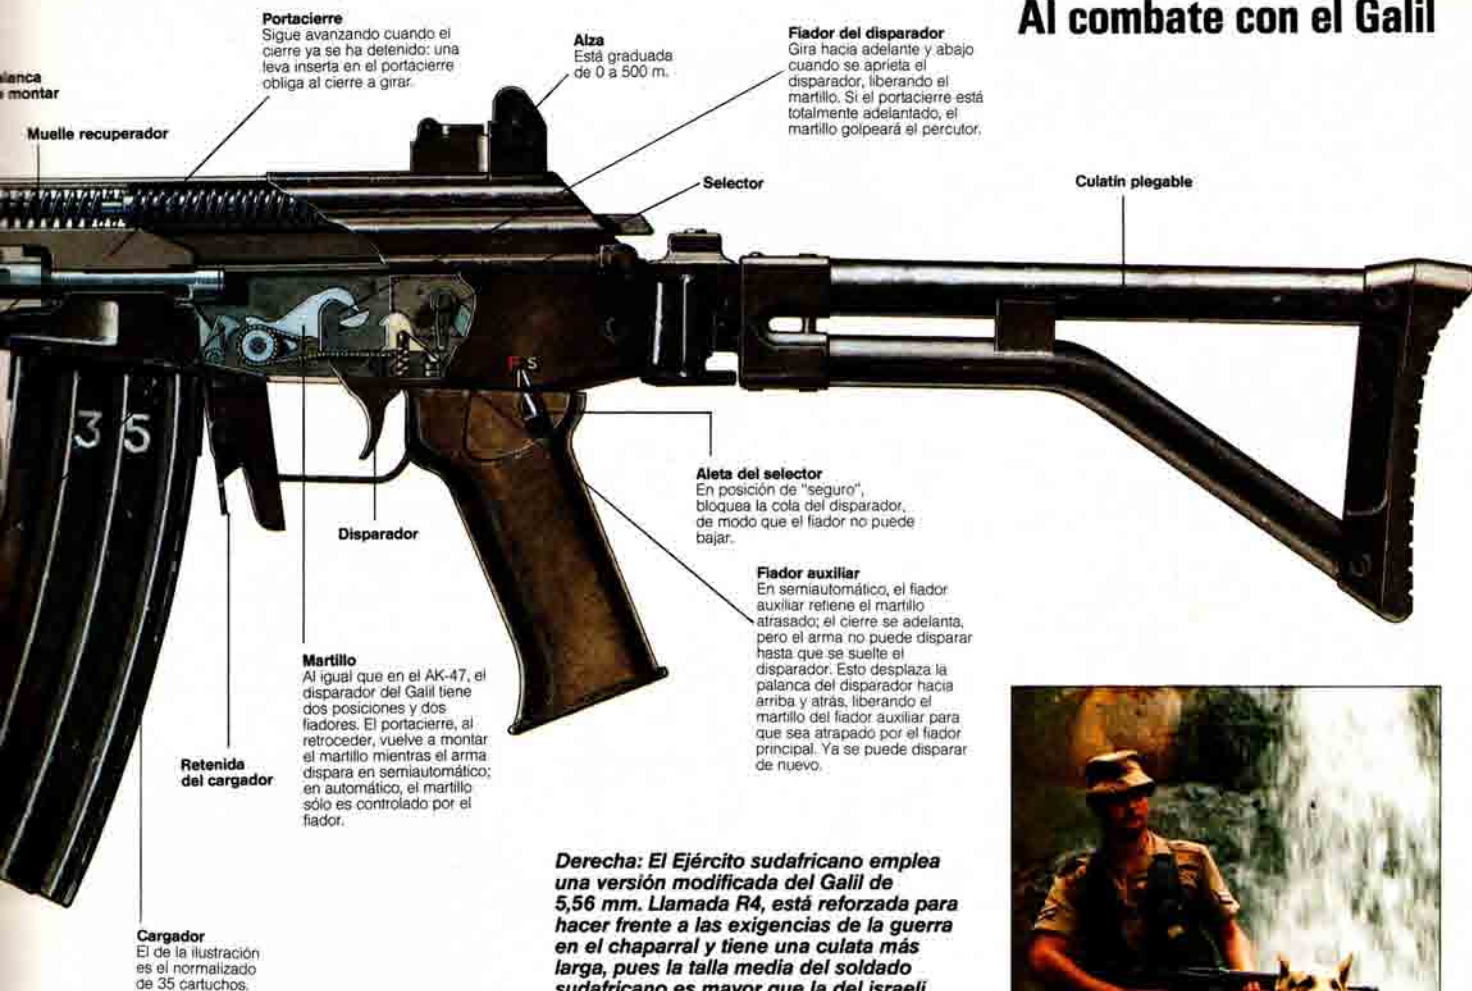 Al combate con el Galil
Portacierre
Sigue avanzando cuando el
cierre ya se ha detenido: una
leva inserta en el portacierre
obliga al cierre a girar.
Alza
Está graduada
de 0 a 500 m.
Fiador del disparador
Gira hacia adelante y abajo
cuando se aprieta el
disparador, liberando el
martillo. Si el portacierre está
totalmente adelantado, el
martillo golpeará el percutor.
montar
Muelle recuperador
Selector
Culatín plegable
F S
35
Aleta del selector
En posición de "seguro",
bloquea la cola del disparador,
de modo que el fiador no puede
bajar.
Disparador
Fiador auxiliar
En semiautomático, el fiador
auxiliar retiene el martillo
atrasado; el cierre se adelanta,
pero el arma no puede disparar
hasta que se suelte el
disparador. Esto desplaza la
palanca del disparador hacia
arriba y atrás, liberando el
martillo del fiador auxiliar para
que sea atrapado por el fiador
principal. Ya se puede disparar
de nuevo.
Martillo
Al igual que en el AK-47, el
disparador del Galil tiene
dos posiciones y dos
fiadores. El portacierre, al
retroceder, vuelve a montar
el martillo mientras el arma
dispara en semiautomático;
en automático, el martillo
sólo es controlado por el
fiador.
Retenida
del cargador
Cargador
El de la ilustración
es el normalizado
de 35 cartuchos.
Derecha: El Ejército sudafricano emplea
una versión modificada del Galil de
5,56 mm. Llamada R4, está reforzada para
hacer frente a las exigencias de la guerra
en el chaparral y tiene una culata más
larga, pues la talla media del soldado
sudafricano es mayor que la del israelí.